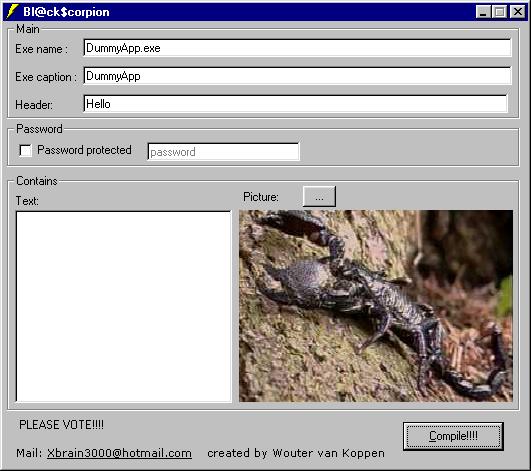 Bl@ck$corpion
Main
Exe name : DummyApp.exe
Exe caption : DummyApp
Header: Hello
Password
Password protected password
Contains
Text:
Picture: ...
PLEASE VOTE!!!!
Compile!!!!
Mail: Xbrain3000@hotmail.com created by Wouter van Koppen